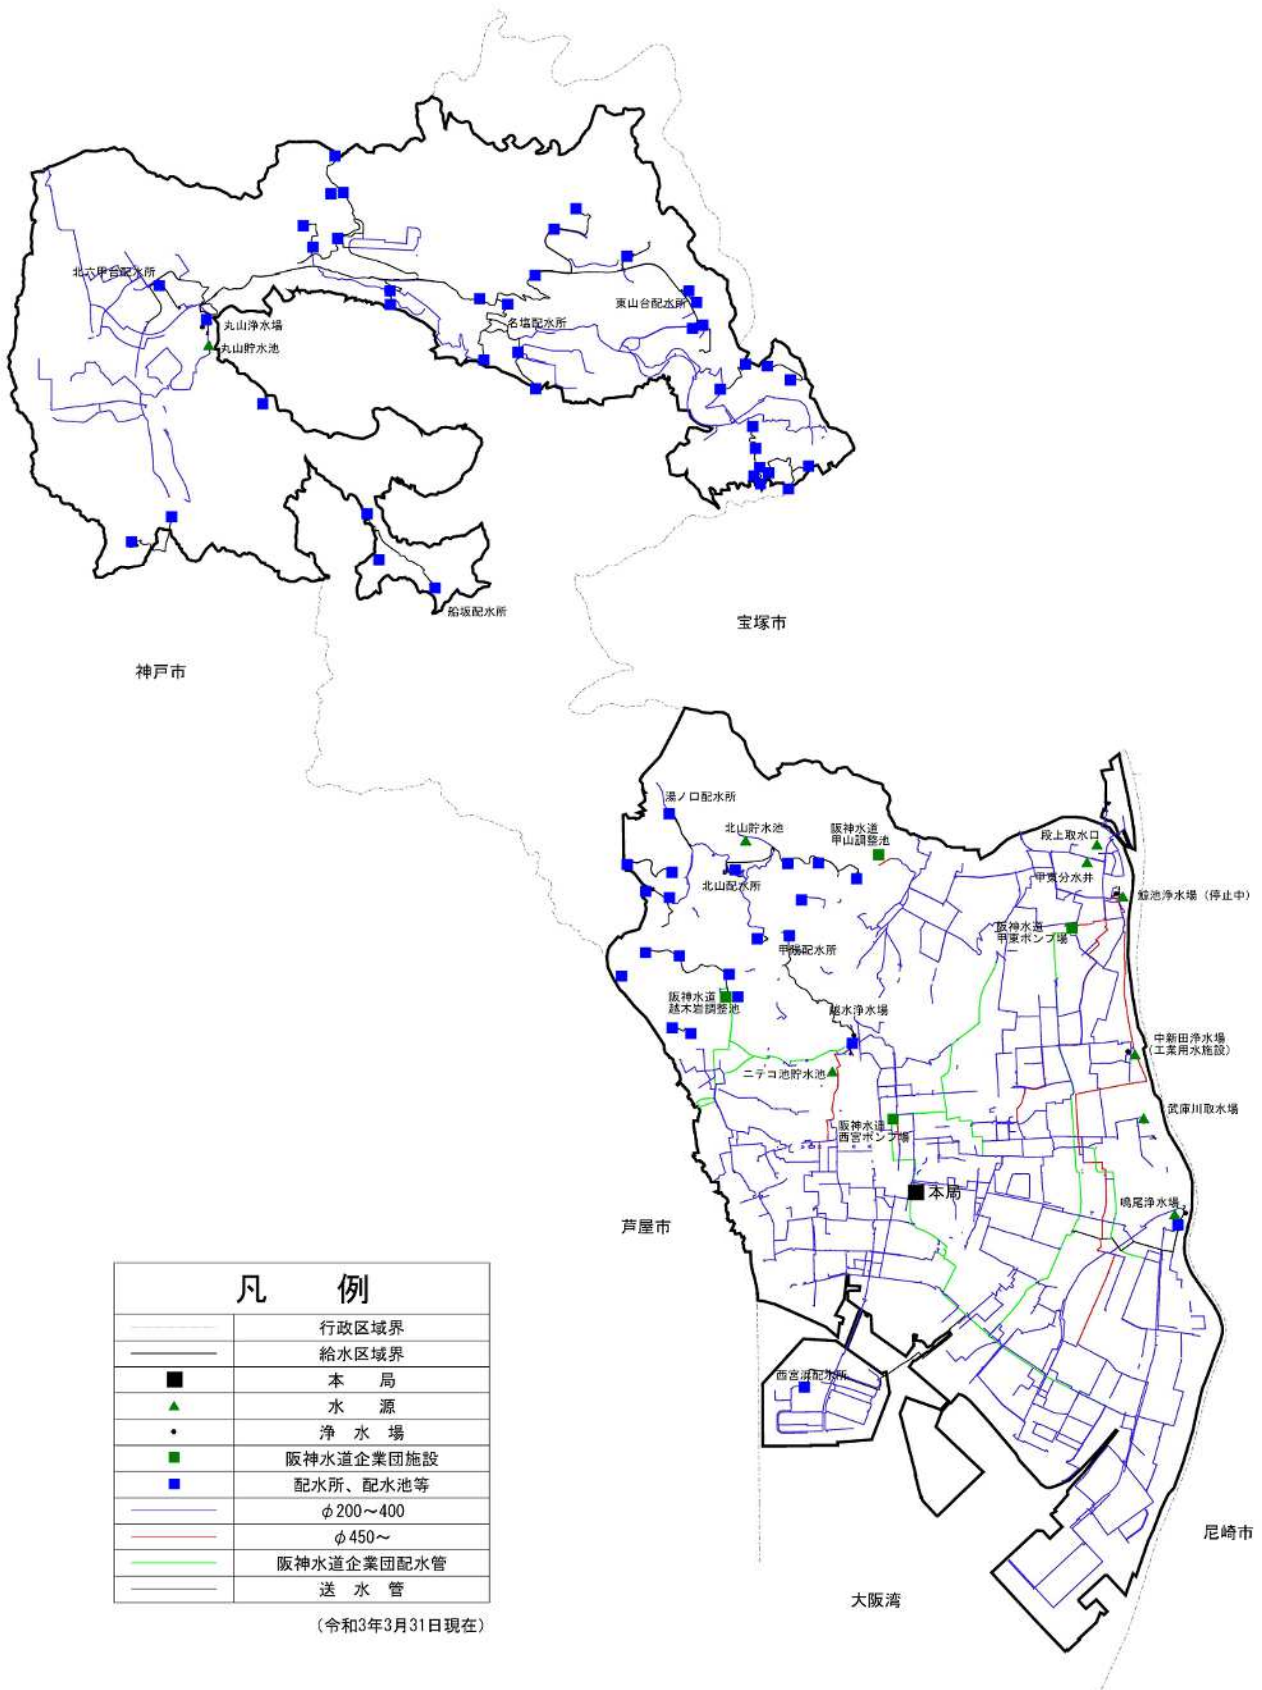 北六甲台配水所
丸山浄水場
丸山貯水池
名塩配水所
東山台配水所
船坂配水所
宝塚市
神戸市
湯ノ口配水所
北山貯水池
阪神水道
甲山調整池
段上取水口
北山配水所
甲東分水井
鯨池浄水場（停止中）
阪神水道
甲東ポンプ場
甲陽配水所
阪神水道
越木岩調整池
越水浄水場
中新田浄水場
（工業用水施設）
ニテコ池貯水池
武庫川取水場
阪神水道
西宮ポンプ場
本局
鳴尾浄水場
芦屋市
西宮浜配水所
尼崎市
大阪湾
凡　例
行政区域界
給水区域界
本　局
水　源
浄　水　場
阪神水道企業団施設
配水所、配水池等
φ200～400
φ450～
阪神水道企業団配水管
送　水　管
（令和3年3月31日現在）